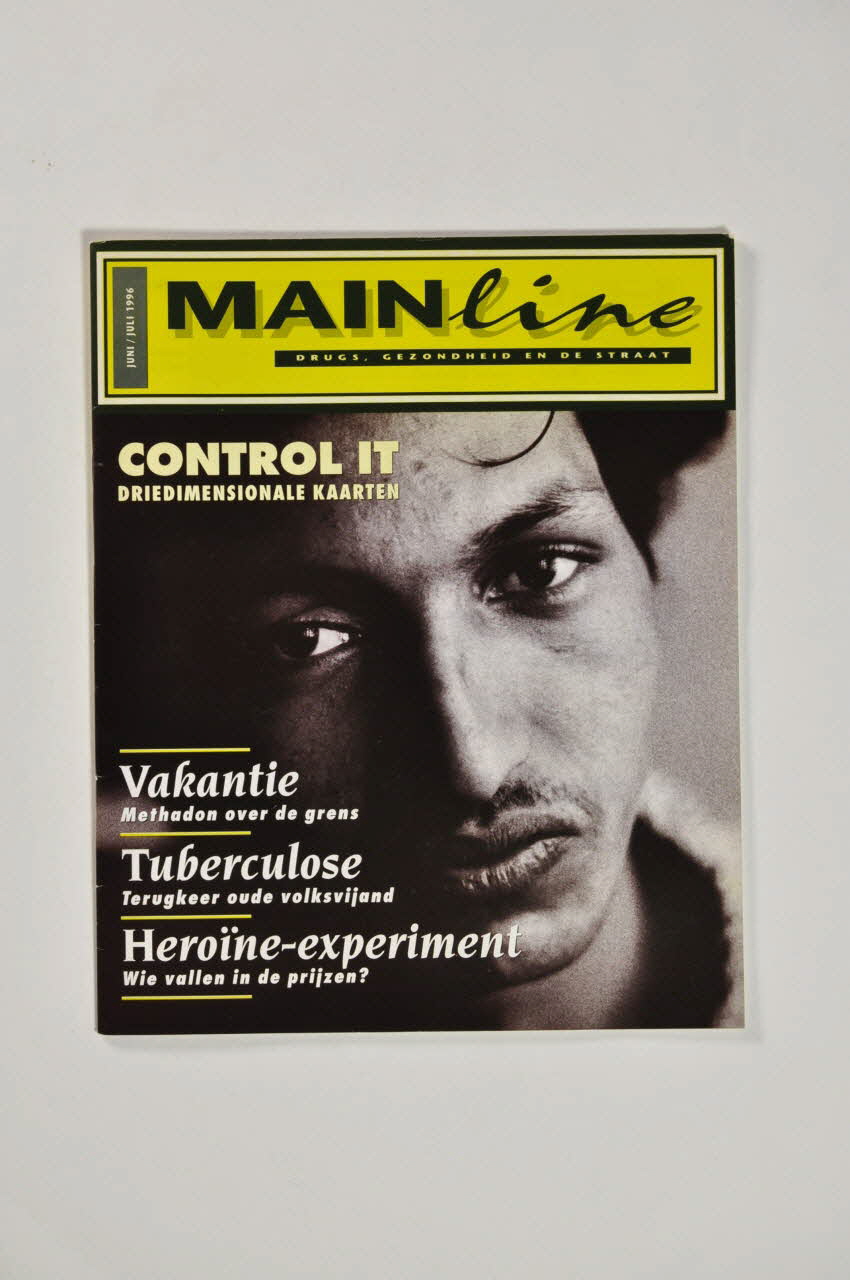 JUNI / JULI 1996
MAINline
DRUGS, GEZONDHEID EN DE STRAAT
CONTROL IT
DRIEDIMENSIONALE KAARTEN
Vakantie
Methadon over de grens
Tuberculose
Terugkeer oude volksvijand
Heroïne-experiment
Wie vallen in de prijzen?